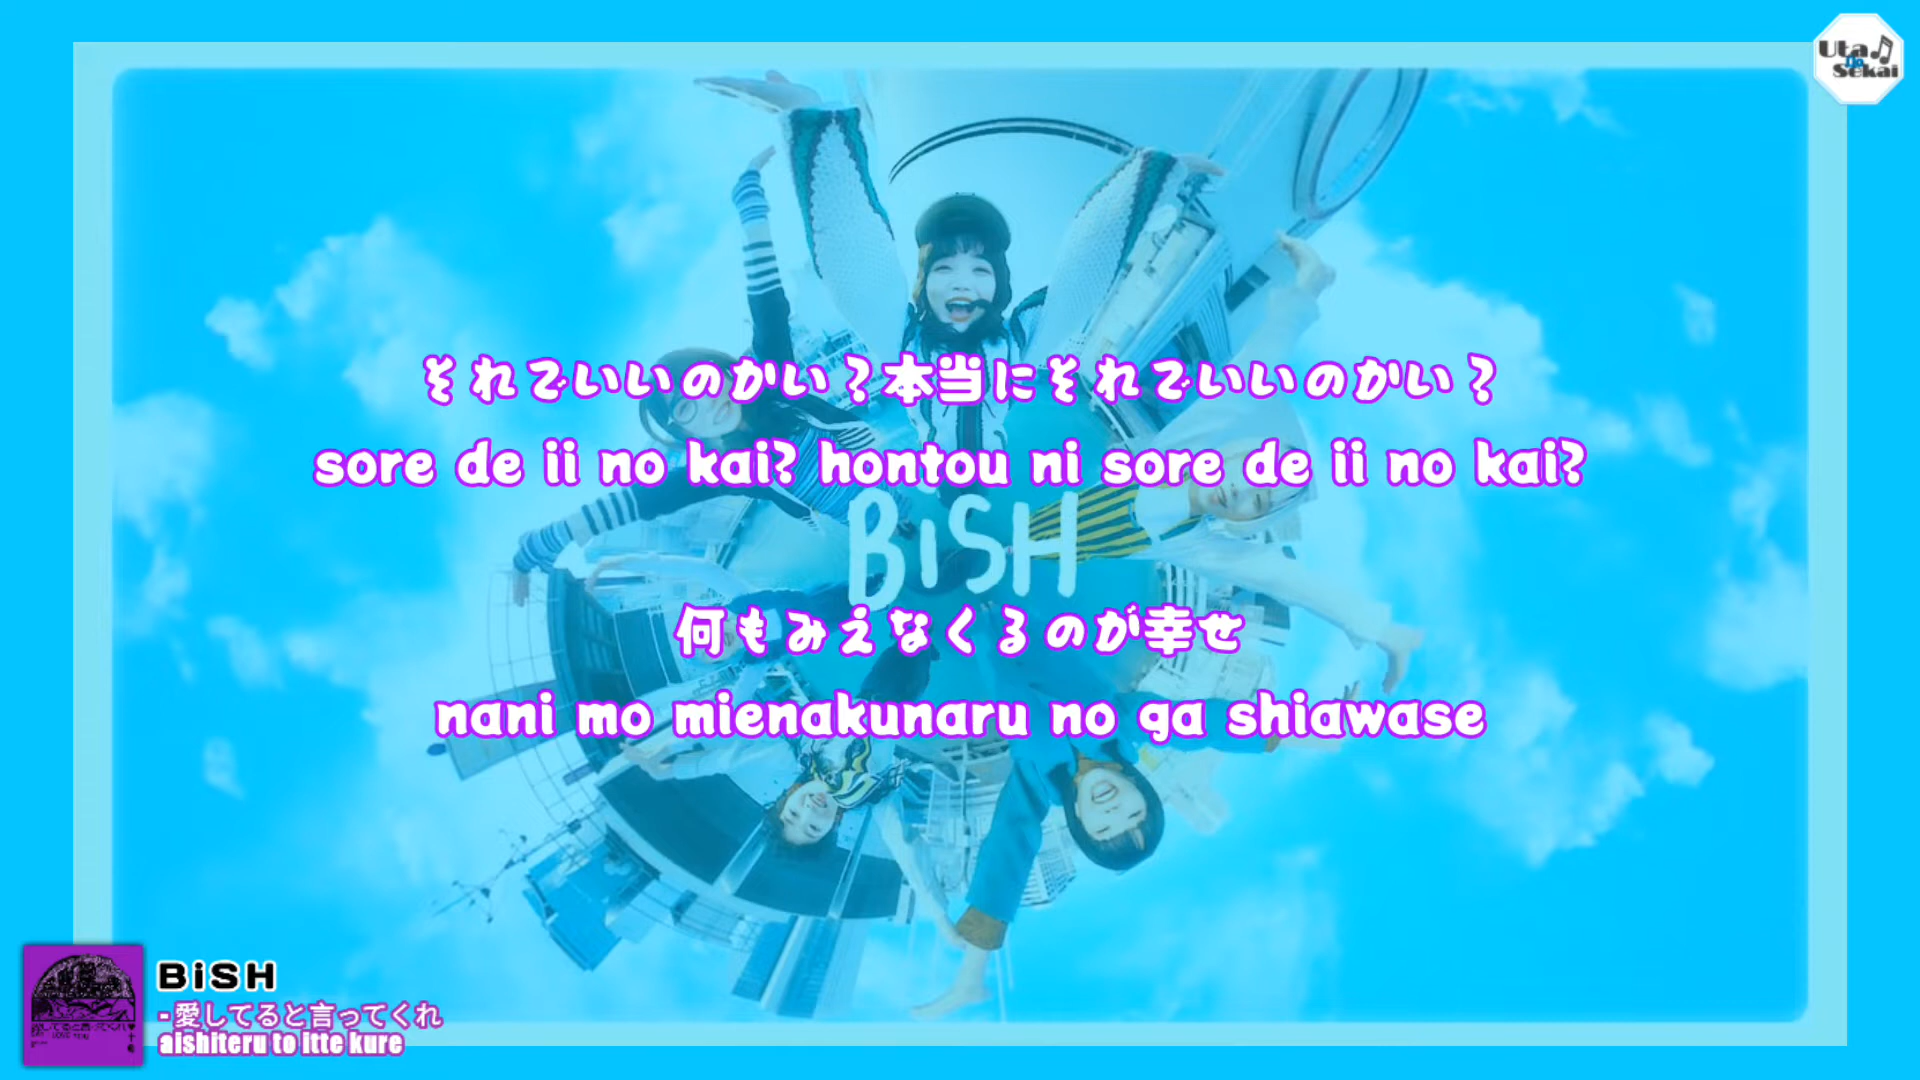 Uta
no
Sekai
それでいいのかい？本当にそれでいいのかい？
sore de ii no kai? hontou ni sore de ii no kai?
BiSH
何もみえなくるのが幸せ
nani mo mienakunaru no ga shiawase
BiSH
- 愛してると言ってくれ
aishiteru to itte kure